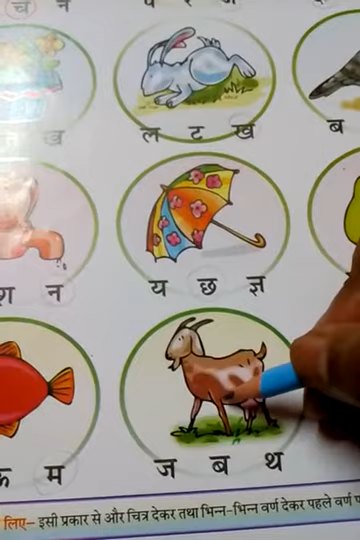 च न
ल ट ख
ख
ब
य छ ज्ञ
न
ज ब थ
म
लिए– इसी प्रकार से और चित्र देकर तथा भिन्न-भिन्न वर्ण देकर पहले वर्ण